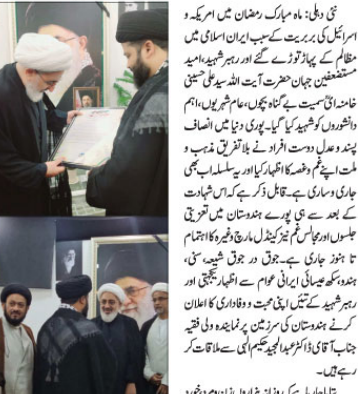 نئی دہلی: ماہ مبارک رمضان میں امریکہ و
اسرائیل کی بربریت کے سبب ایران اسلامی میں
مظالم کے پہاڑ توڑے گئے اور رہبر شہید، امید
مستضعفین جہان حضرت آیت اللہ سید علی حسینی
خامنہ ای سمیت بے گناہ بچوں، عام شہریوں، اہم
دانشوروں کو شہید کیا گیا۔ پوری دنیا میں انصاف
پسند و عدل دوست افراد نے بلا تفریق مذہب و
ملت اپنے غم و غصہ کا اظہار کیا اور یہ سلسلہ اب بھی
جاری و ساری ہے۔ قابل ذکر ہے کہ اس شہادت
کے بعد سے ہی پورے ہندوستان میں تعزیتی
جلسوں اور مجالس غم نیز کینڈل مارچ وغیرہ کا اہتمام
تا ہنوز جاری ہے۔ جوق در جوق شیعہ، سنی،
ہندو، سکھ عیسائی ایرانی عوام سے اظہار یکجہتی اور
رہبر شہید کے تئیں اپنی محبت و وفاداری کا اعلان
کرنے ہندوستان کی سرزمین پر نمایندہ ولی فقیہ
جناب آقای ڈاکٹر عبدالمجید حکیم الہی سے ملاقات کر
رہے ہیں۔